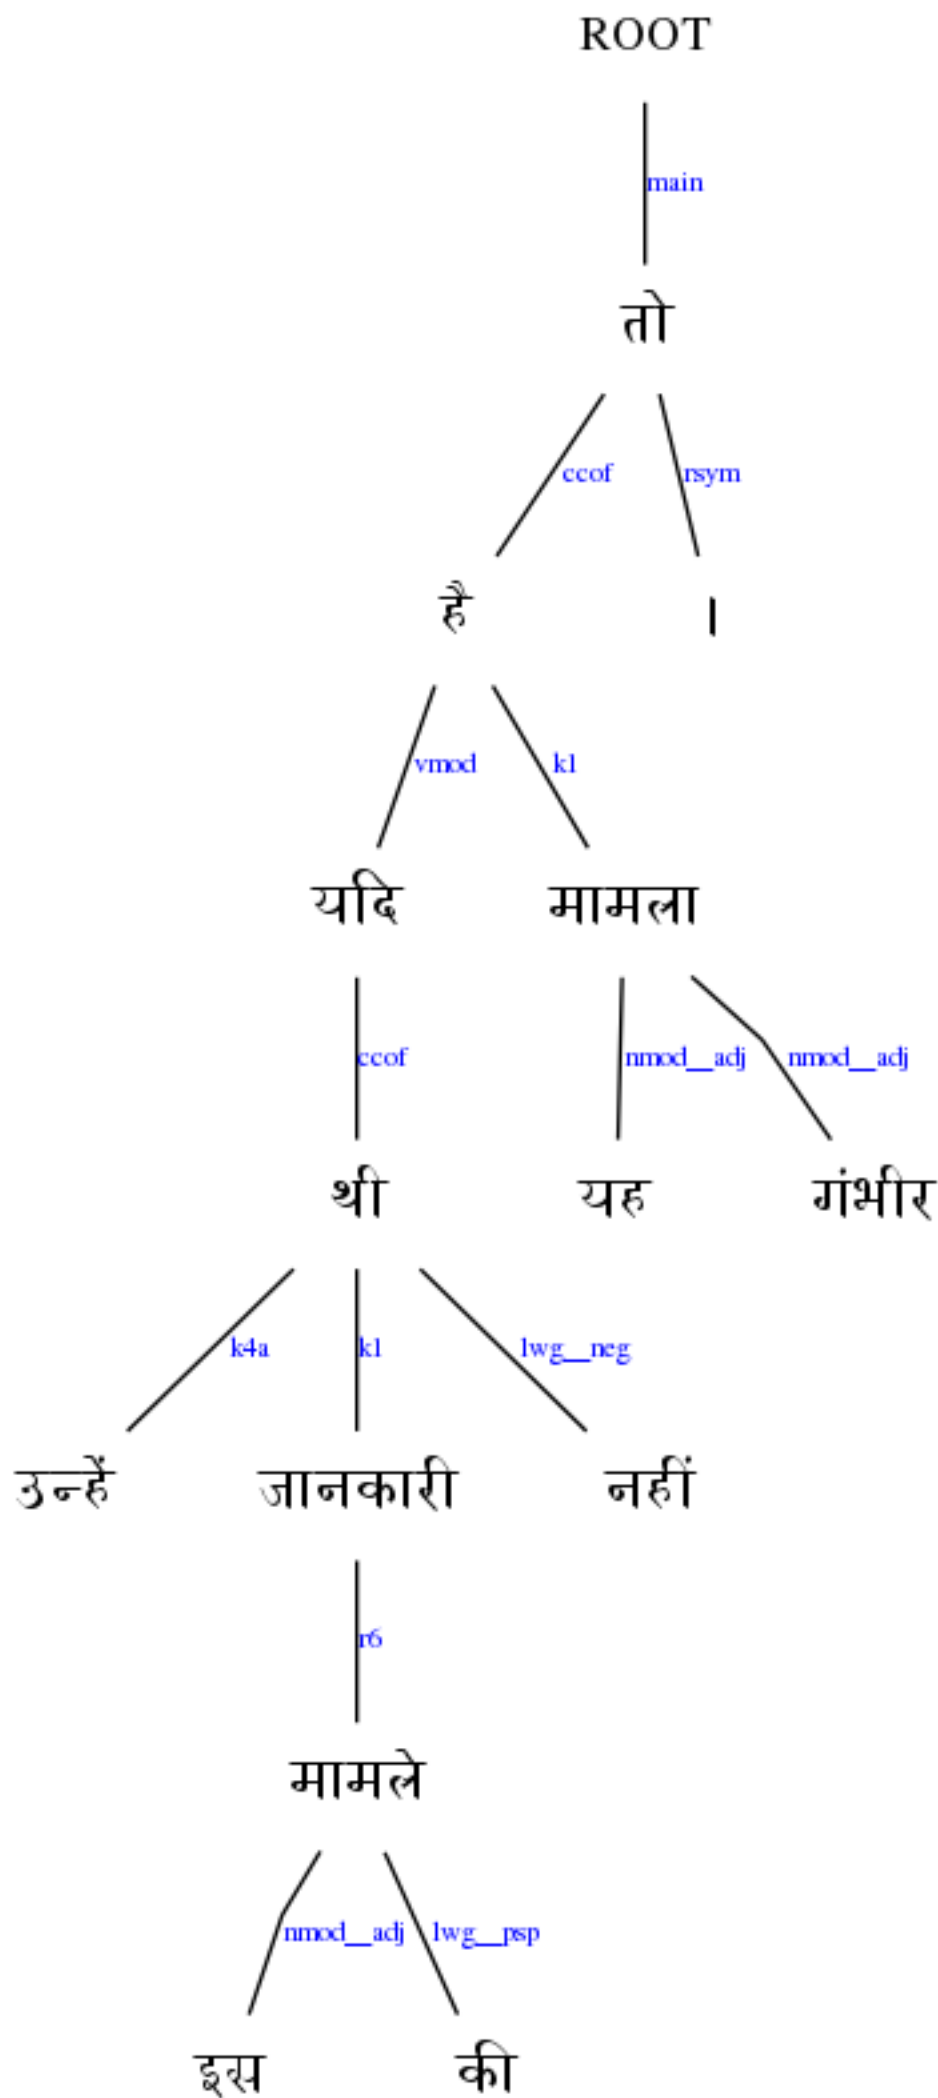 ROOT
main
तो
ccof rsym
है ।
vmod k1
यदि मामला
ccof nmod__adj nmod__adj
थी यह गंभीर
k4a k1 lwg__neg
उन्हें जानकारी नहीं
r6
मामले
nmod__adj lwg__psp
इस की